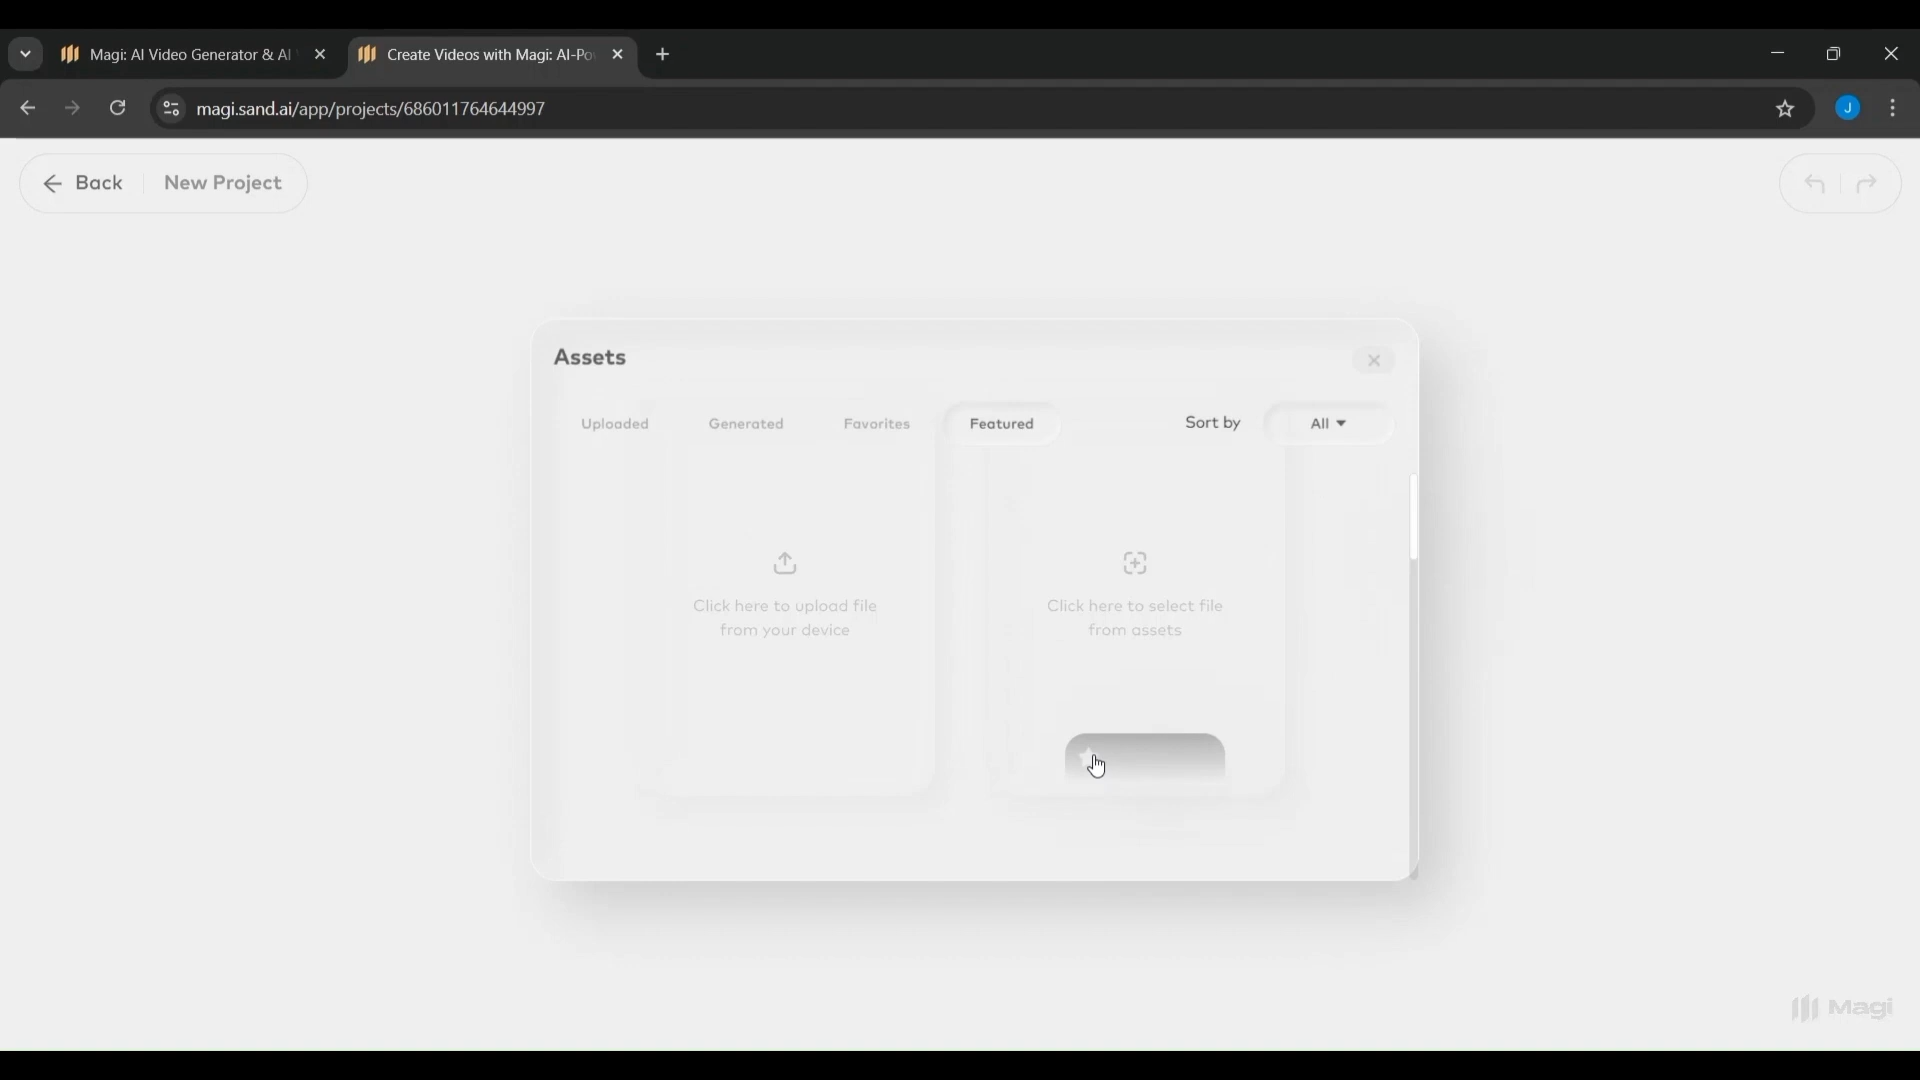 Magi: AI Video Generator & AI
Create Videos with Magi: AI-Po
magi.sand.ai/app/projects/686011764644997
J
Back
New Project
Assets
Uploaded
Generated
Favorites
Featured
Sort by
All
Click here to upload file
from your device
Click here to select file
from assets
Magi